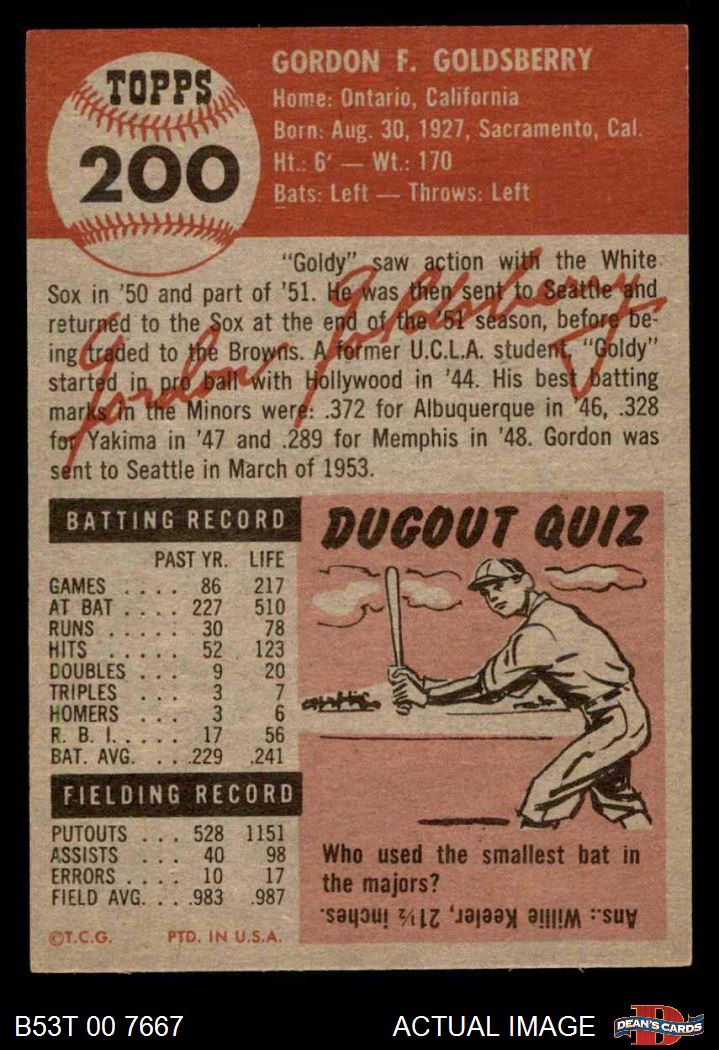 TOPPS
200
GORDON F. GOLDSBERRY
Home: Ontario, California
Born: Aug. 30, 1927, Sacramento, Cal.
Ht.: 6' — Wt.: 170
Bats: Left — Throws: Left
"Goldy" saw action with the White
Sox in '50 and part of '51. He was then sent to Seattle and
returned to the Sox at the end of the '51 season, before be-
ing traded to the Browns. A former U.C.L.A. student, "Goldy"
started in pro ball with Hollywood in '44. His best batting
marks in the Minors were: .372 for Albuquerque in '46, .328
for Yakima in '47 and .289 for Memphis in '48. Gordon was
sent to Seattle in March of 1953.
Gordon Goldsberry
BATTING RECORD
PAST YR. LIFE
GAMES .... 86 217
AT BAT .... 227 510
RUNS ..... 30 78
HITS ..... 52 123
DOUBLES ... 9 20
TRIPLES ... 3 7
HOMERS ... 3 6
R. B. I. .... 17 56
BAT. AVG. ... .229 .241
FIELDING RECORD
PUTOUTS ... 528 1151
ASSISTS ... 40 98
ERRORS .... 10 17
FIELD AVG. ... .983 .987
©T.C.G. PTD. IN U.S.A.
DUGOUT QUIZ
Who used the smallest bat in
the majors?
Ans.: Willie Keeler, 21½ inches.
B53T 00 7667
ACTUAL IMAGE
D
DEAN'S CARDS